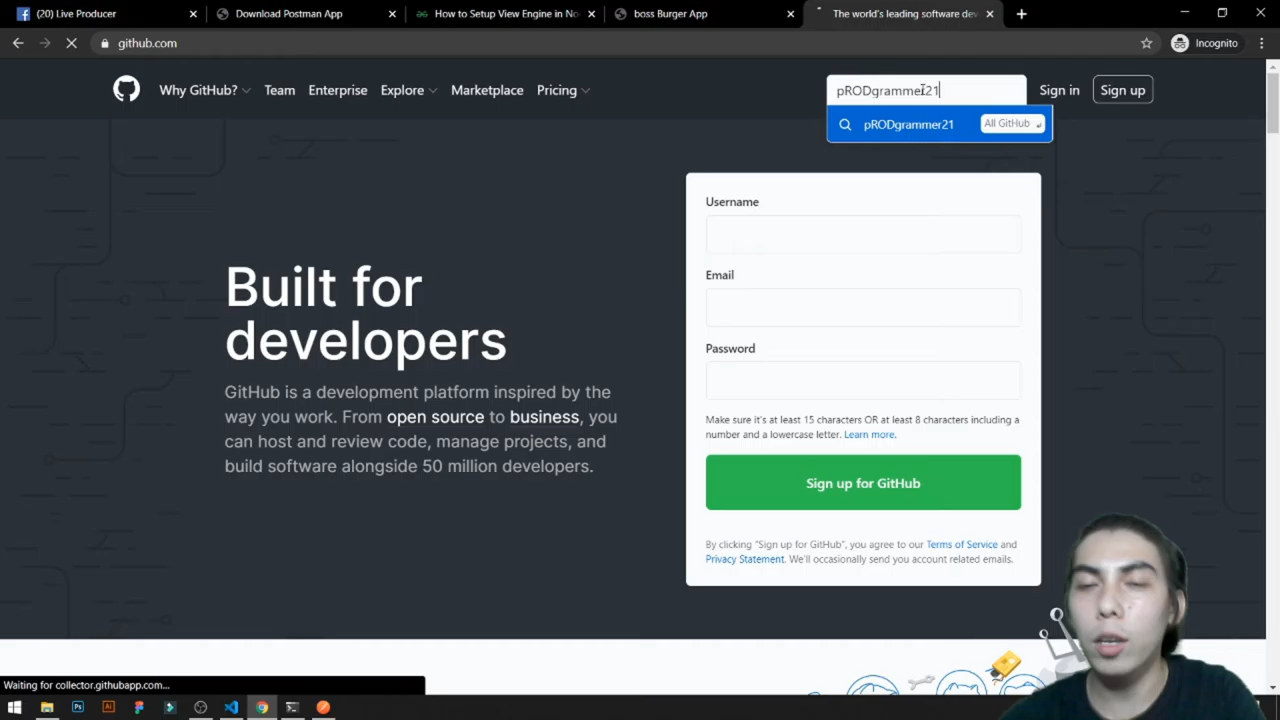 (20) Live Producer
Download Postman App
How to Setup View Engine in No
boss Burger App
The world's leading software dev
github.com
Incognito
Why GitHub?
Team
Enterprise
Explore
Marketplace
Pricing
pRODgrammer21
Sign in
Sign up
pRODgrammer21
All GitHub
Built for
developers
GitHub is a development platform inspired by the
way you work. From open source to business, you
can host and review code, manage projects, and
build software alongside 50 million developers.
Username
Email
Password
Make sure it's at least 15 characters OR at least 8 characters including a
number and a lowercase letter. Learn more.
Sign up for GitHub
By clicking "Sign up for GitHub", you agree to our Terms of Service and
Privacy Statement. We'll occasionally send you account related emails.
Waiting for collector.githubapp.com...